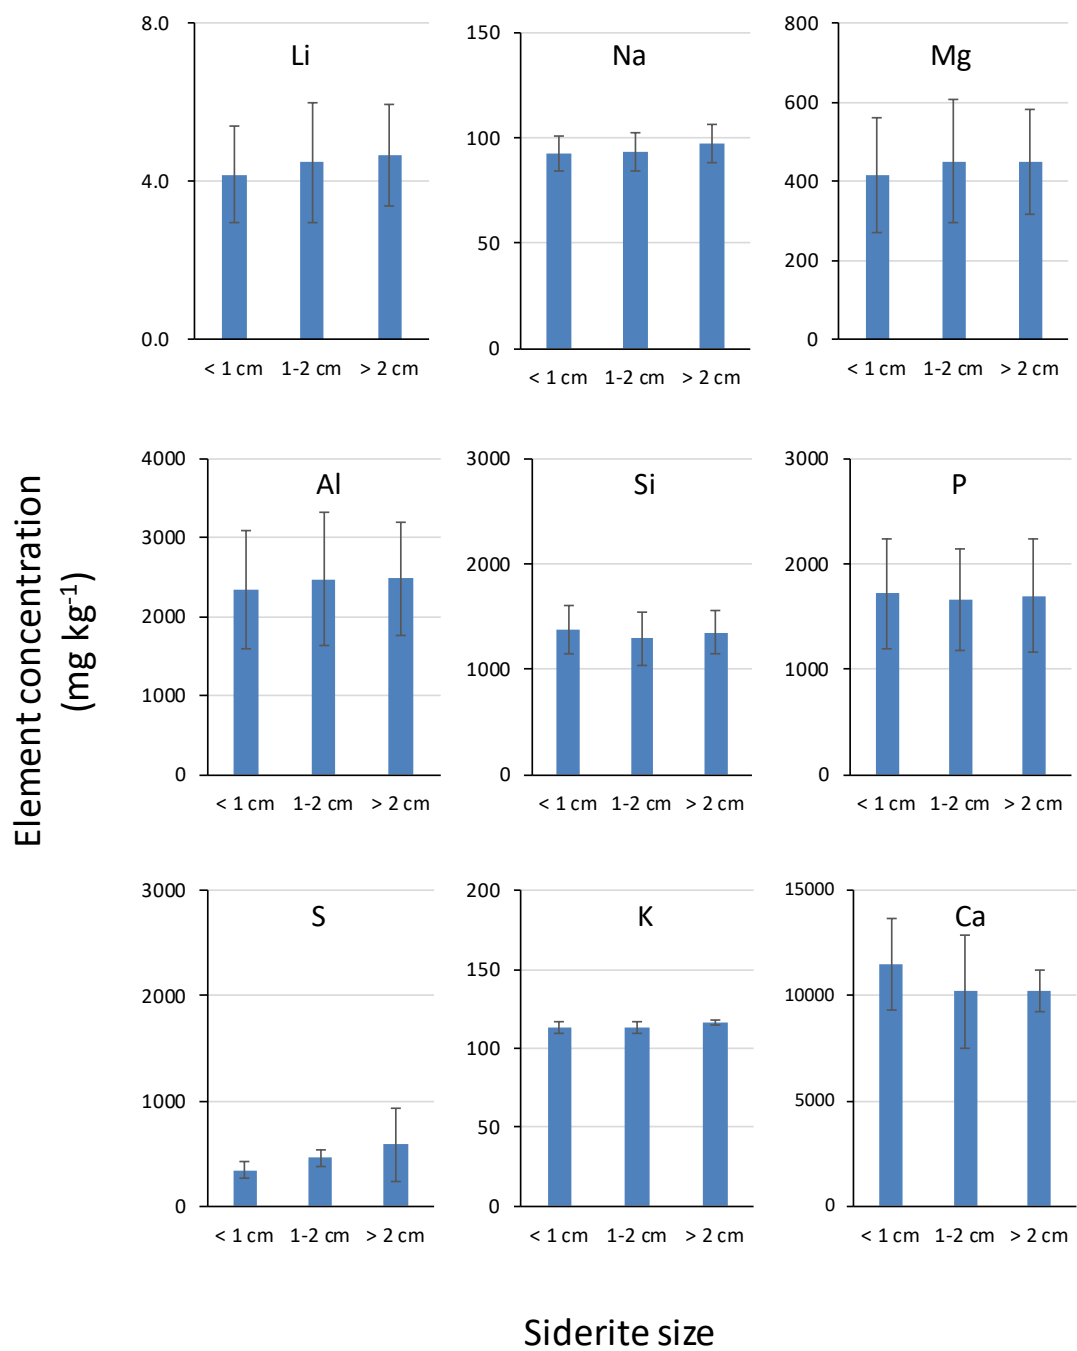 Element concentration
(mg kg-1)
Li
8.0
4.0
0.0
< 1 cm 1-2 cm > 2 cm
Na
150
100
50
0
< 1 cm 1-2 cm > 2 cm
Mg
800
600
400
200
0
< 1 cm 1-2 cm > 2 cm
Al
4000
3000
2000
1000
0
< 1 cm 1-2 cm > 2 cm
Si
3000
2000
1000
0
< 1 cm 1-2 cm > 2 cm
P
3000
2000
1000
0
< 1 cm 1-2 cm > 2 cm
S
3000
2000
1000
0
< 1 cm 1-2 cm > 2 cm
K
200
150
100
50
0
< 1 cm 1-2 cm > 2 cm
Ca
15000
10000
5000
0
< 1 cm 1-2 cm > 2 cm
Siderite size